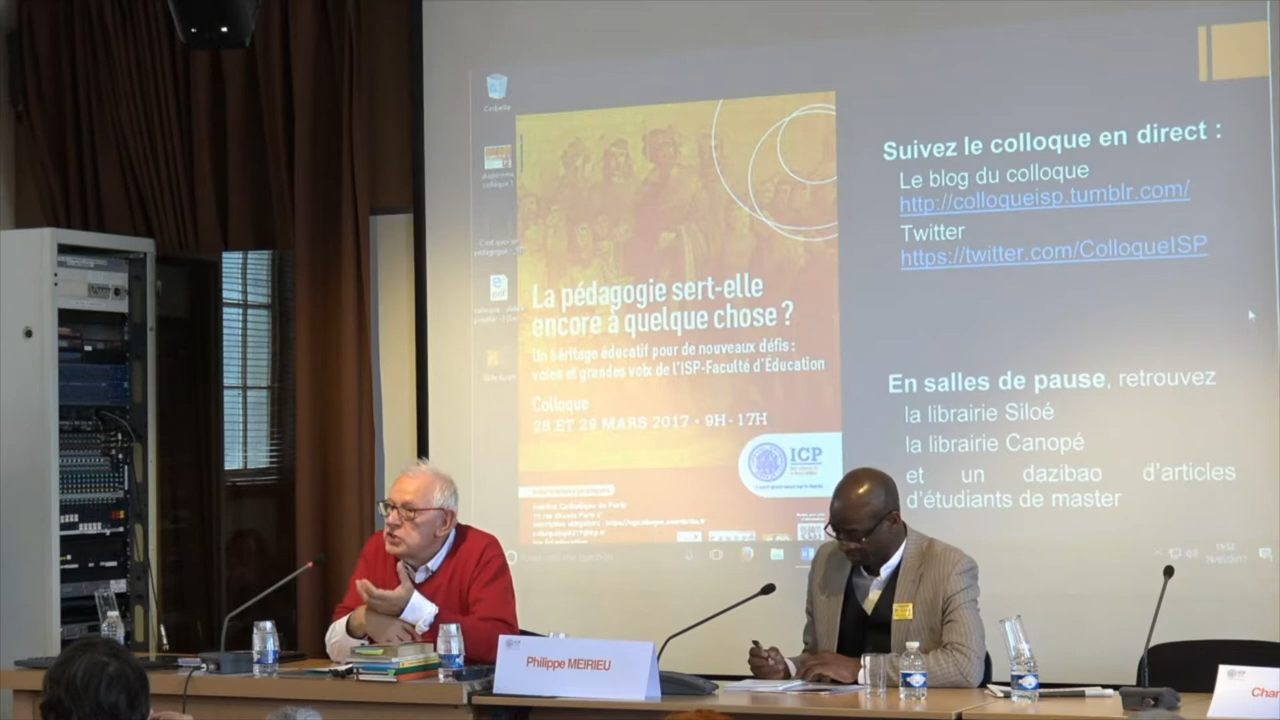 Corbeille
Suivez le colloque en direct :
Le blog du colloque
http://colloqueisp.tumblr.com/
Twitter
https://twitter.com/ColloqueISP
La pédagogie sert-elle
encore à quelque chose ?
Un héritage éducatif pour de nouveaux défis :
voies et grandes voix de l'ISP-Faculté d'Éducation
Colloque
28 ET 29 MARS 2017 • 9H - 17H
ICP
En salles de pause, retrouvez
la librairie Siloé
la librairie Canopé
et un dazibao d'articles
d'étudiants de master
Philippe MEIRIEU